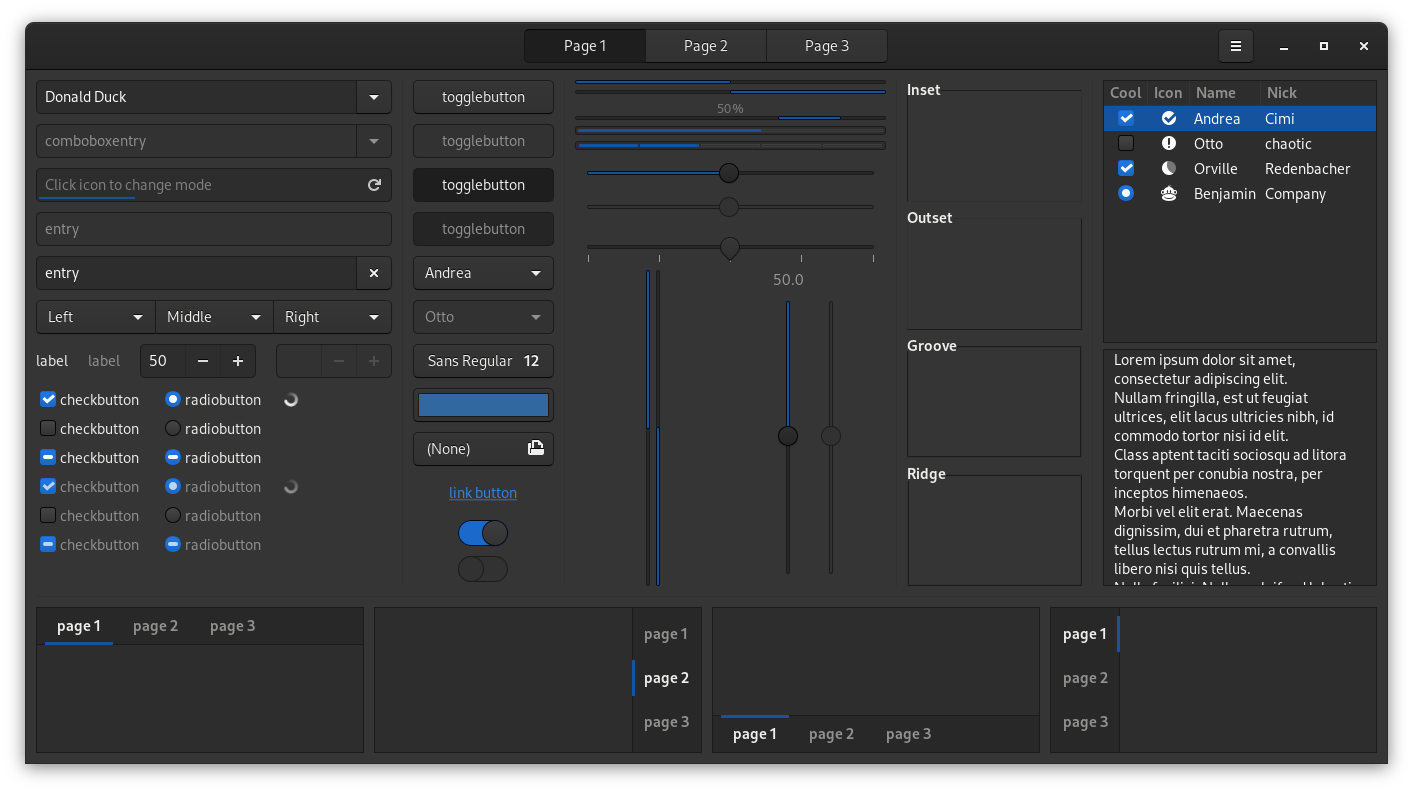 Page 1
Page 2
Page 3
Donald Duck
comboboxentry
Click icon to change mode
entry
entry
Left
Middle
Right
label
label
50
checkbutton
radiobutton
checkbutton
radiobutton
checkbutton
radiobutton
checkbutton
radiobutton
checkbutton
radiobutton
checkbutton
radiobutton
togglebutton
togglebutton
togglebutton
togglebutton
Andrea
Otto
Sans Regular 12
(None)
link button
50 %
50.0
Inset
Outset
Groove
Ridge
Cool Icon Name Nick
Andrea Cimi
Otto chaotic
Orville Redenbacher
Benjamin Company
Lorem ipsum dolor sit amet,
consectetur adipiscing elit.
Nullam fringilla, est ut feugiat
ultrices, elit lacus ultricies nibh, id
commodo tortor nisi id elit.
Class aptent taciti sociosqu ad litora
torquent per conubia nostra, per
inceptos himenaeos.
Morbi vel elit erat. Maecenas
dignissim, dui et pharetra rutrum,
tellus lectus rutrum mi, a convallis
libero nisi quis tellus.
page 1
page 2
page 3
page 1
page 2
page 3
page 1
page 2
page 3
page 1
page 2
page 3